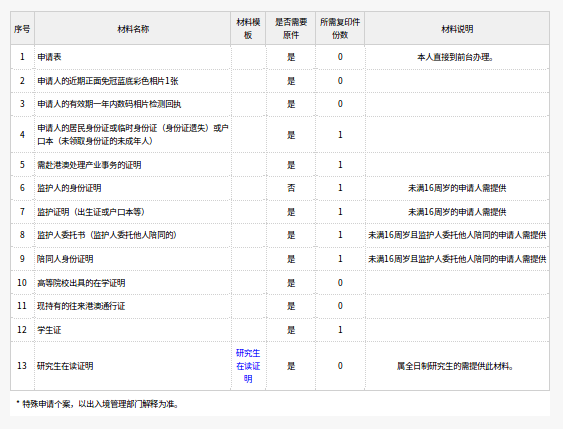 序号 材料名称 材料模板 是否需要原件 所需复印件份数 材料说明
1 申请表 是 0 本人直接到前台办理。
2 申请人的近期正面免冠蓝底彩色相片1张 是 0
3 申请人的有效期一年内数码相片检测回执 是 0
4 申请人的居民身份证或临时身份证（身份证遗失）或户口本（未领取身份证的未成年人） 是 1
5 需赴港澳处理产业事务的证明 是 1
6 监护人的身份证明 否 1 未满16周岁的申请人需提供
7 监护证明（出生证或户口本等） 是 1 未满16周岁的申请人需提供
8 监护人委托书（监护人委托他人陪同的） 是 1 未满16周岁且监护人委托他人陪同的申请人需提供
9 陪同人身份证明 是 1 未满16周岁且监护人委托他人陪同的申请人需提供
10 高等院校出具的在学证明 是 0
11 现持有的往来港澳通行证 是 0
12 学生证 是 1
13 研究生在读证明 研究生在读证明 是 0 属全日制研究生的需提供此材料。
* 特殊申请个案，以出入境管理部门解释为准。